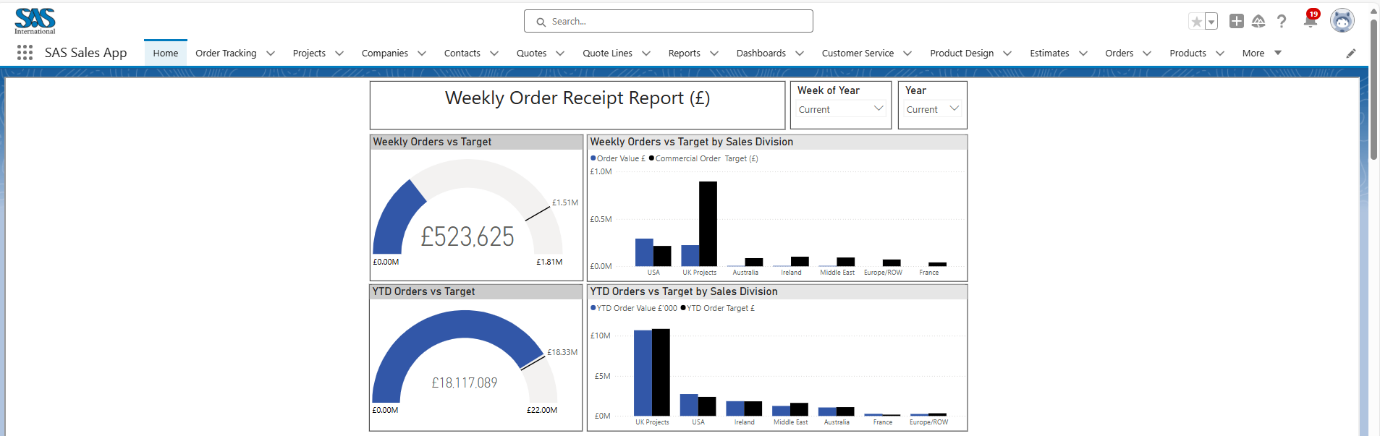 SAS
International
Search...
19
SAS Sales App
Home
Order Tracking
Projects
Companies
Contacts
Quotes
Quote Lines
Reports
Dashboards
Customer Service
Product Design
Estimates
Orders
Products
More
Weekly Order Receipt Report (£)
Week of Year
Current
Year
Current
Weekly Orders vs Target
£1.51M
£523,625
£0.00M
£1.81M
Weekly Orders vs Target by Sales Division
Order Value £
Commercial Order Target (£)
£1.0M
£0.5M
£0.0M
USA
UK Projects
Australia
Ireland
Middle East
Europe/ROW
France
YTD Orders vs Target
£18.33M
£18,117,089
£0.00M
£22.00M
YTD Orders vs Target by Sales Division
YTD Order Value £'000
YTD Order Target £
£10M
£5M
£0M
UK Projects
USA
Ireland
Middle East
Australia
France
Europe/ROW